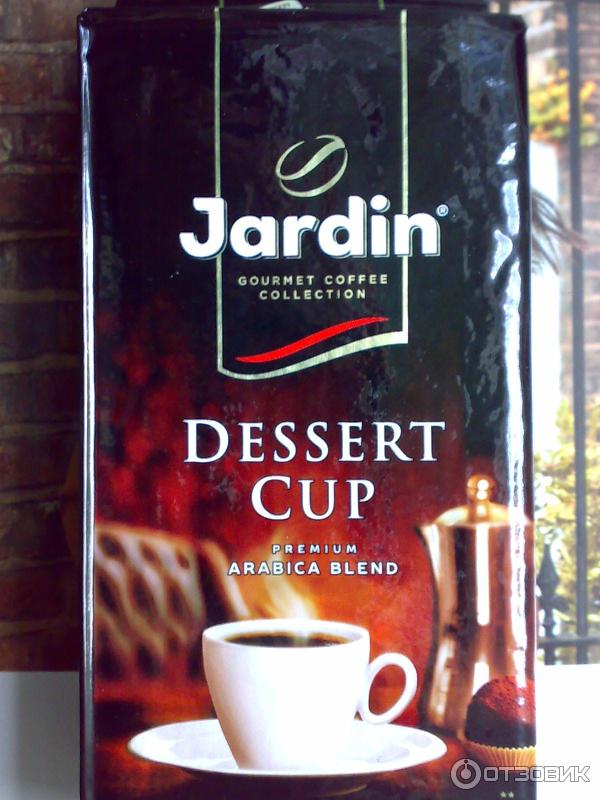 Jardin®
GOURMET COFFEE
COLLECTION
DESSERT
CUP
PREMIUM
ARABICA BLEND
ОТЗОВИК